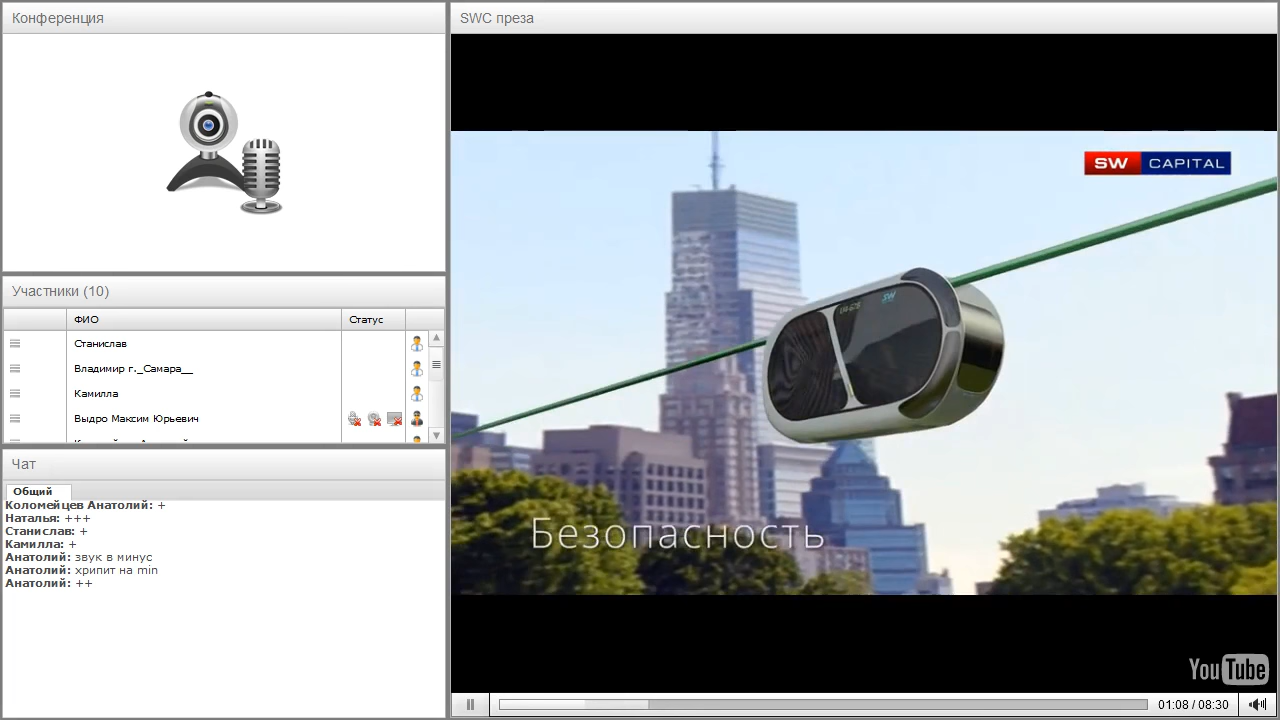 Конференция
SWC преза
SW CAPITAL
SW
Безопасность
YouTube
01:08 / 08:30
Участники (10)
ФИО Статус
Станислав
Владимир г._Самара__
Камилла
Выдро Максим Юрьевич
Чат
Общий
Коломейцев Анатолий: +
Наталья: +++
Станислав: +
Камилла: +
Анатолий: звук в минус
Анатолий: хрипит на min
Анатолий: ++